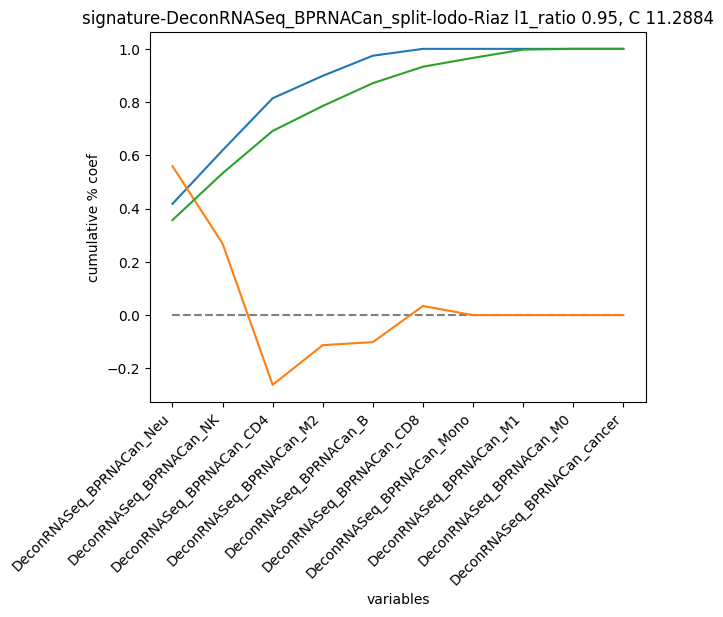 signature-DeconRNASeq_BPRNACan_split-lodo-Riaz l1_ratio 0.95, C 11.2884
cumulative % coef
1.0
0.8
0.6
0.4
0.2
0.0
−0.2
DeconRNASeq_BPRNACan_Neu
DeconRNASeq_BPRNACan_NK
DeconRNASeq_BPRNACan_CD4
DeconRNASeq_BPRNACan_M2
DeconRNASeq_BPRNACan_B
DeconRNASeq_BPRNACan_CD8
DeconRNASeq_BPRNACan_Mono
DeconRNASeq_BPRNACan_M1
DeconRNASeq_BPRNACan_M0
DeconRNASeq_BPRNACan_cancer
variables